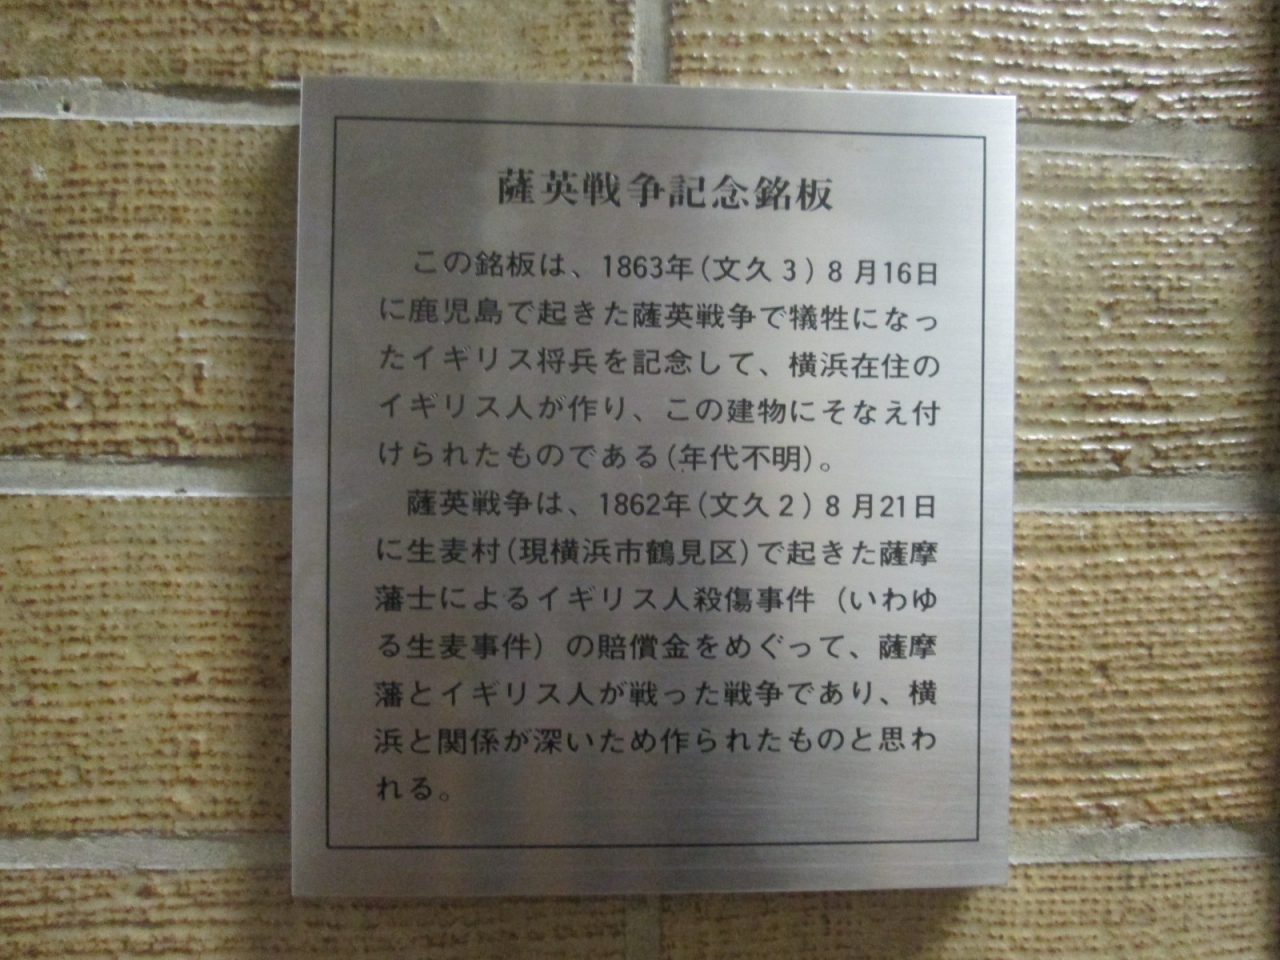 薩英戦争記念銘板
この銘板は、1863年(文久3)8月16日
に鹿児島で起きた薩英戦争で犠牲になっ
たイギリス将兵を記念して、横浜在住の
イギリス人が作り、この建物にそなえ付
けられたものである(年代不明)。
薩英戦争は、1862年(文久2)8月21日
に生麦村(現横浜市鶴見区)で起きた薩摩
藩士によるイギリス人殺傷事件(いわゆ
る生麦事件)の賠償金をめぐって、薩摩
藩とイギリス人が戦った戦争であり、横
浜と関係が深いため作られたものと思わ
れる。